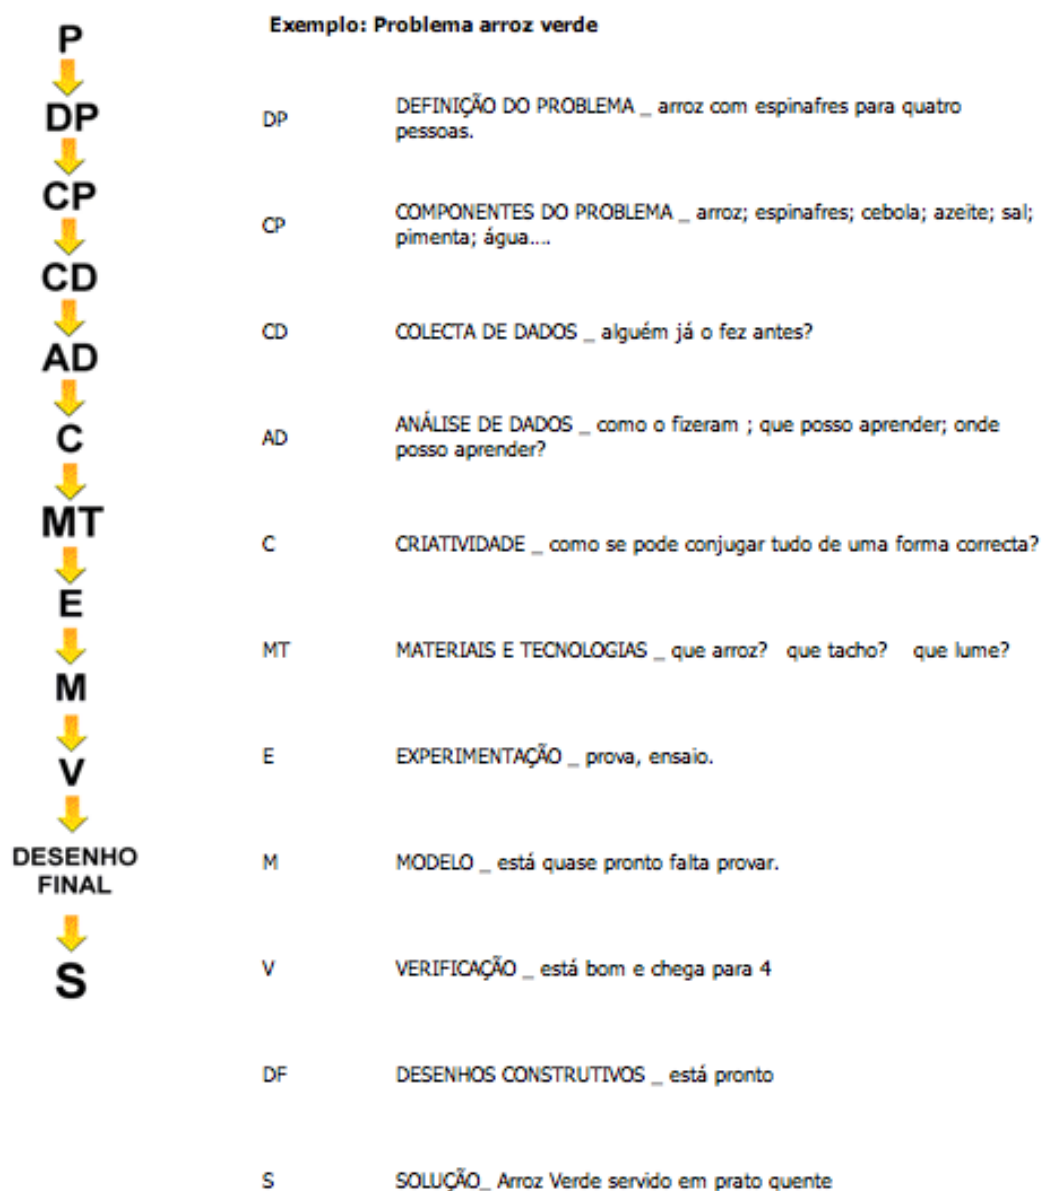 P
DP
CP
CD
AD
C
MT
E
M
V
DESENHO
FINAL
S
Exemplo: Problema arroz verde
DP DEFINIÇÃO DO PROBLEMA _ arroz com espinafres para quatro
pessoas.
CP COMPONENTES DO PROBLEMA _ arroz; espinafres; cebola; azeite; sal;
pimenta; água....
CD COLECTA DE DADOS _ alguém já o fez antes?
AD ANÁLISE DE DADOS _ como o fizeram ; que posso aprender; onde
posso aprender?
C CRIATIVIDADE _ como se pode conjugar tudo de uma forma correcta?
MT MATERIAIS E TECNOLOGIAS _ que arroz? que tacho? que lume?
E EXPERIMENTAÇÃO _ prova, ensaio.
M MODELO _ está quase pronto falta provar.
V VERIFICAÇÃO _ está bom e chega para 4
DF DESENHOS CONSTRUTIVOS _ está pronto
S SOLUÇÃO_ Arroz Verde servido em prato quente